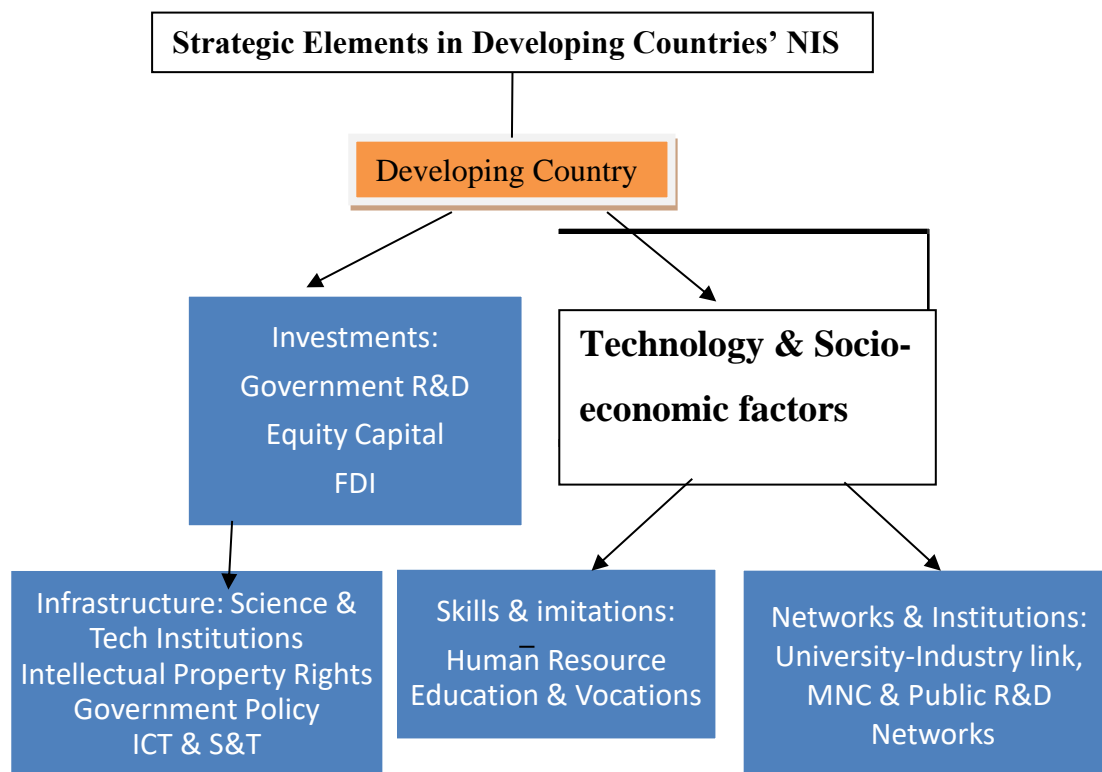 Strategic Elements in Developing Countries’ NIS
Developing Country
Investments:
Government R&D
Equity Capital
FDI
Technology & Socio-
economic factors
Infrastructure: Science &
Tech Institutions
Intellectual Property Rights
Government Policy
ICT & S&T
Skills & imitations:
Human Resource
Education & Vocations
Networks & Institutions:
University-Industry link,
MNC & Public R&D
Networks